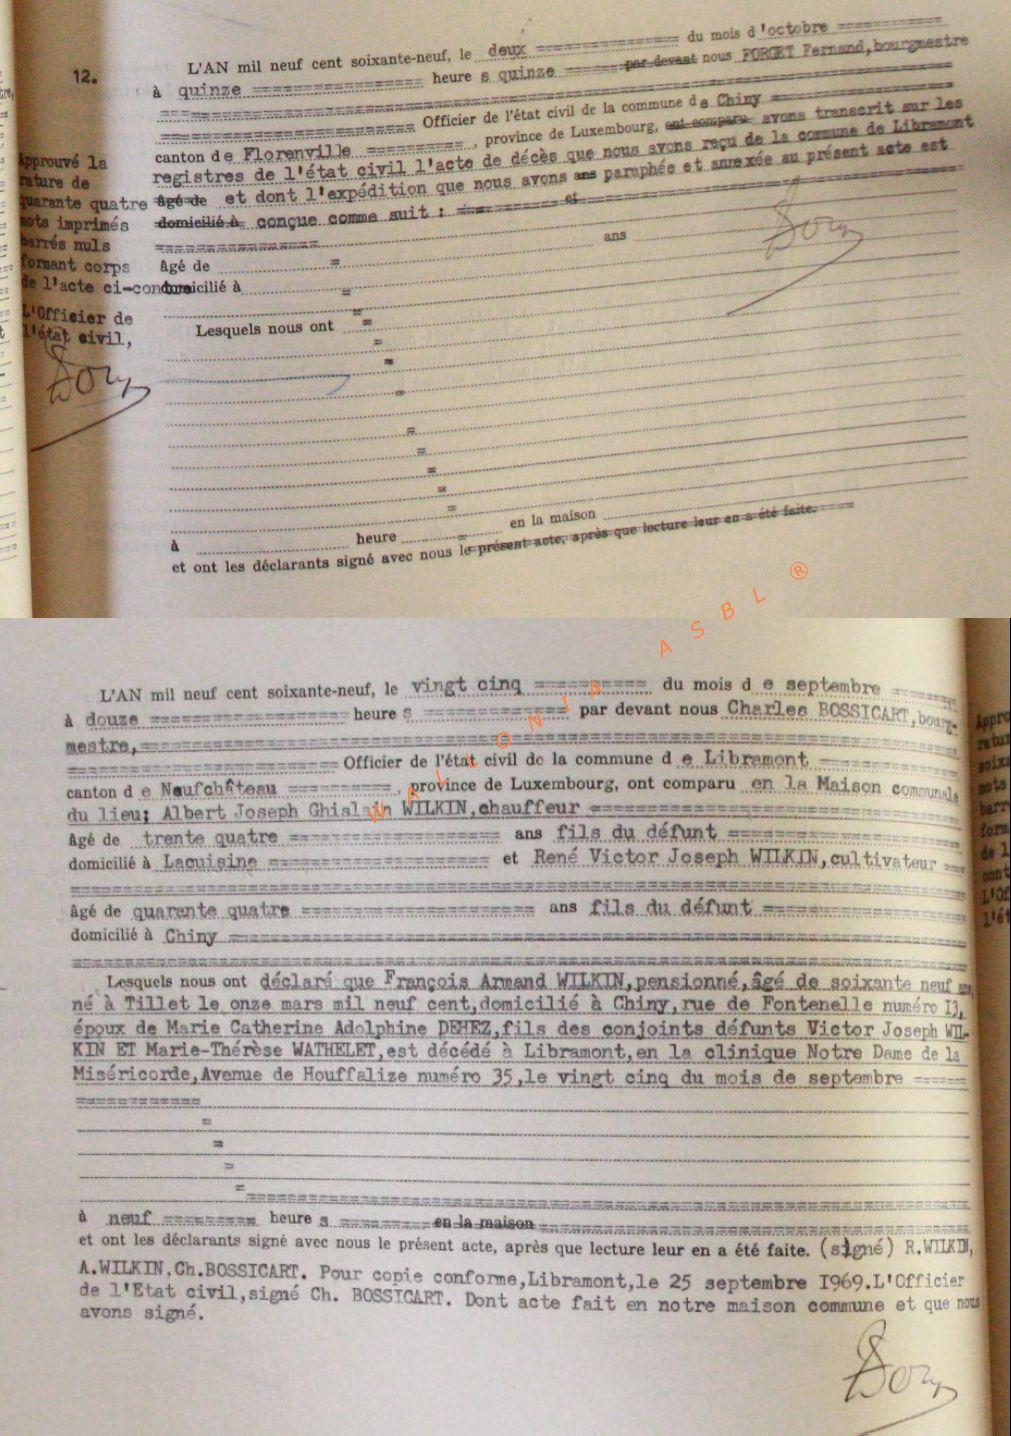 12.
L'AN mil neuf cent soixante-neuf, le deux du mois d'octobre
à quinze heure s quinze par devant nous FORGET Fernand, bourgmestre
Officier de l'état civil de la commune de Chiny
canton de Florenville, province de Luxembourg, ont comparu avons transcrit sur les
registres de l'état civil l'acte de décès que nous avons reçu de la commune de Libramont
âgé de et dont l'expédition que nous avons ans paraphée et annexée au présent acte est
domicilié à conçue comme suit : et
ans
âgé de
domicilié à
Lesquels nous ont
à heure en la maison
et ont les déclarants signé avec nous le présent acte, après que lecture leur en a été faite.
Approuvé la
rature de
quarante quatre
mots imprimés
barrés nuls
formant corps
de l'acte ci-contre
L'Officier de
l'état civil,
WALLONIA ASBL ®
L'AN mil neuf cent soixante-neuf, le vingt cinq du mois d e septembre
à douze heure s par devant nous Charles BOSSICART, bourg-
mestre,
Officier de l'état civil de la commune d e Libramont
canton d e Neufchâteau, province de Luxembourg, ont comparu en la Maison communale
du lieu; Albert Joseph Ghislain WILKIN, chauffeur
âgé de trente quatre ans fils du défunt
domicilié à Lacuisine et René Victor Joseph WILKIN, cultivateur
âgé de quarante quatre ans fils du défunt
domicilié à Chiny
Lesquels nous ont déclaré que François Armand WILKIN, pensionné, âgé de soixante neuf
né à Tillet le onze mars mil neuf cent, domicilié à Chiny, rue de Fontenelle numéro I3,
époux de Marie Catherine Adolphine DEHEZ, fils des conjoints défunts Victor Joseph WIL-
KIN ET Marie-Thérèse WATHELET, est décédé à Libramont, en la clinique Notre Dame de la
Miséricorde, Avenue de Houffalize numéro 35, le vingt cinq du mois de septembre
à neuf heure s en la maison
et ont les déclarants signé avec nous le présent acte, après que lecture leur en a été faite. (signé) R.WILKIN,
A.WILKIN, Ch.BOSSICART. Pour copie conforme, Libramont, le 25 septembre I969. L'Officier
de l'Etat civil, signé Ch. BOSSICART. Dont acte fait en notre maison commune et que nous
avons signé.